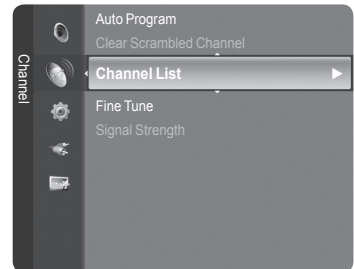 Channel
Auto Program
Clear Scrambled Channel
Channel List
Fine Tune
Signal Strength